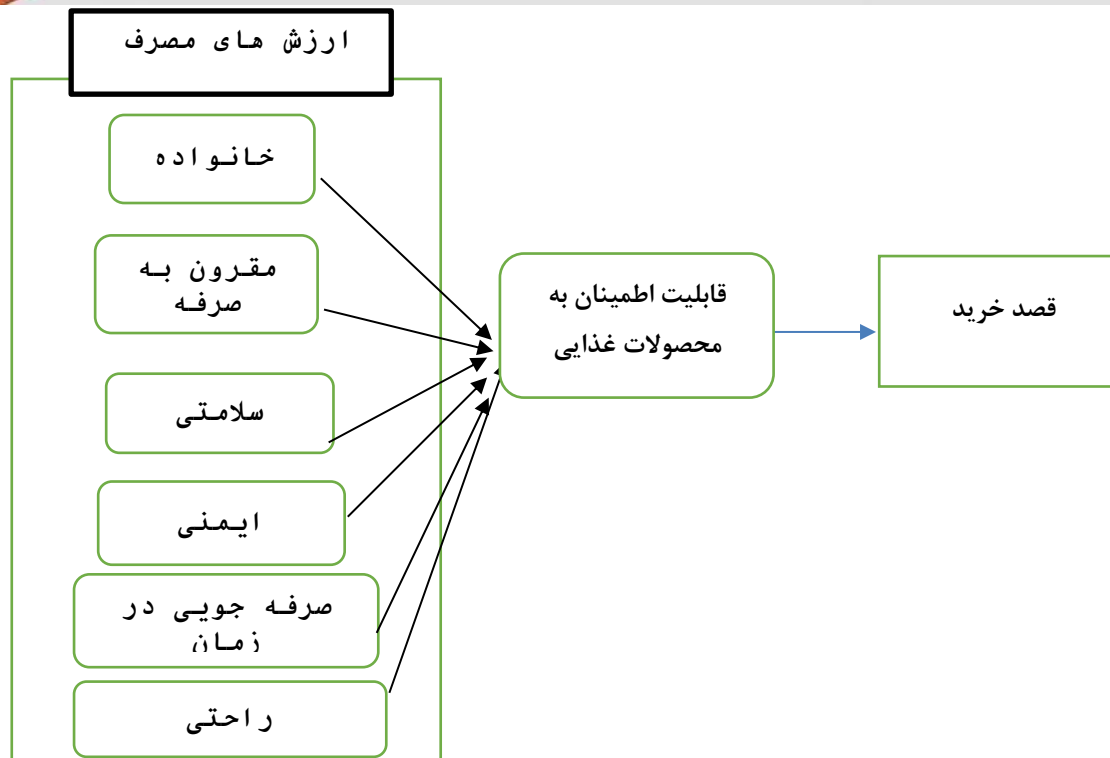 ارزش های مصرف
خانواده
مقرون به
صرفه
سلامتی
ایمنی
صرفه جویی در
زمان
راحتی
قابلیت اطمینان به
محصولات غذایی
قصد خرید